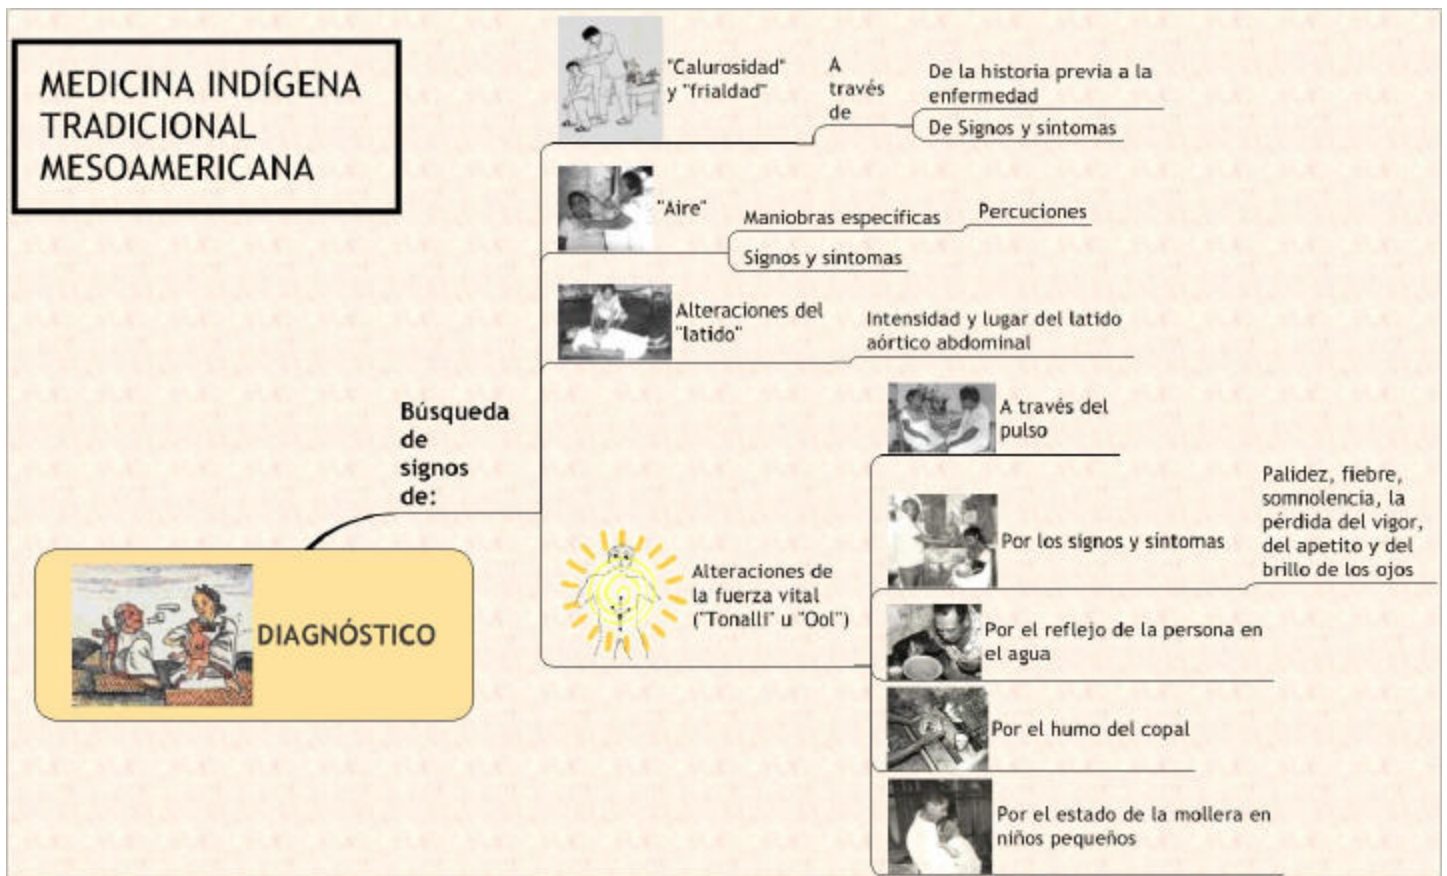 MEDICINA INDÍGENA
TRADICIONAL
MESOAMERICANA
DIAGNÓSTICO
Búsqueda
de
signos
de:
"Calurosidad"
y "frialdad"
A
través
de
De la historia previa a la
enfermedad
De Signos y síntomas
"Aire"
Maniobras específicas
Percuciones
Signos y síntomas
Alteraciones del
"latido"
Intensidad y lugar del latido
aórtico abdominal
Alteraciones de
la fuerza vital
("Tonalli" u "Ool")
A través del
pulso
Por los signos y síntomas
Palidez, fiebre,
somnolencia, la
pérdida del vigor,
del apetito y del
brillo de los ojos
Por el reflejo de la persona en
el agua
Por el humo del copal
Por el estado de la mollera en
niños pequeños